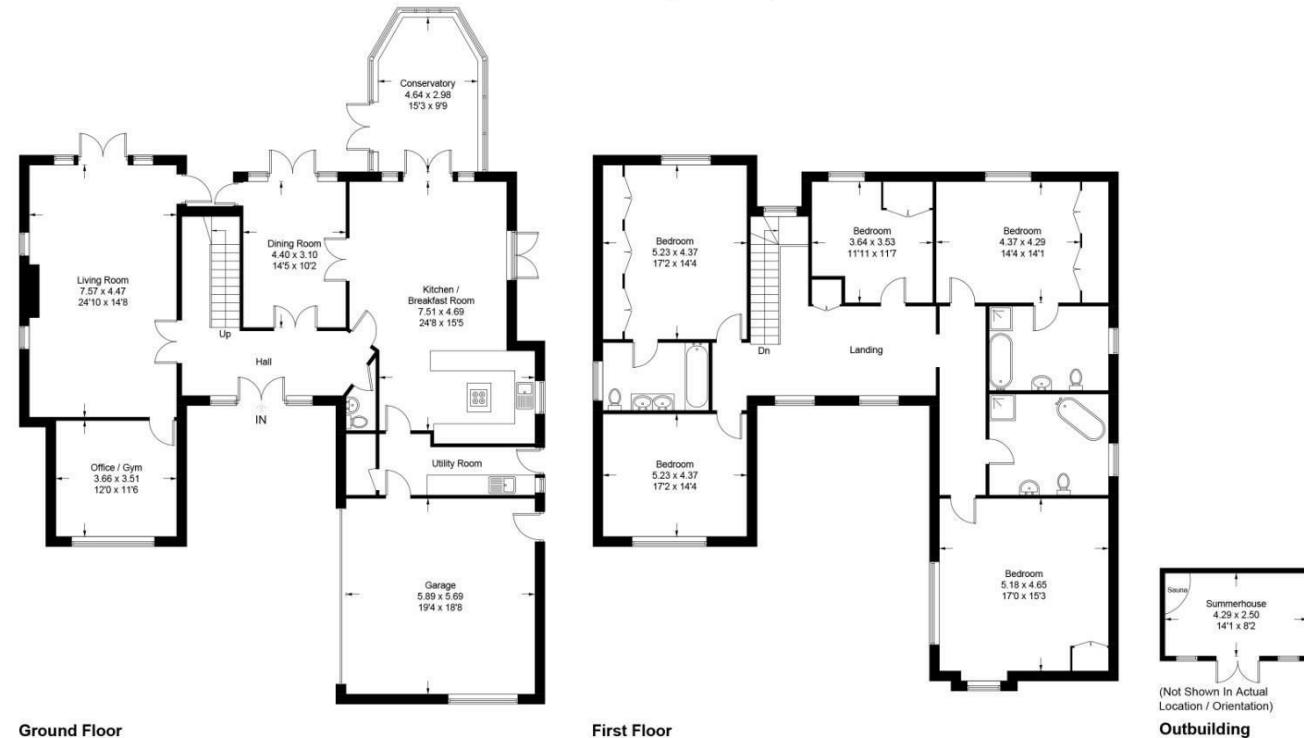 Conservatory
4.64 x 2.98
15'3 x 9'9
Living Room
7.57 x 4.47
24'10 x 14'8
Dining Room
4.40 x 3.10
14'5 x 10'2
Kitchen /
Breakfast Room
7.51 x 4.69
24'8 x 15'5
Up
Hall
IN
Office / Gym
3.66 x 3.51
12'0 x 11'6
Utility Room
Garage
5.89 x 5.69
19'4 x 18'8
Ground Floor
Bedroom
5.23 x 4.37
17'2 x 14'4
Bedroom
3.64 x 3.53
11'11 x 11'7
Bedroom
4.37 x 4.29
14'4 x 14'1
Dn
Landing
Bedroom
5.23 x 4.37
17'2 x 14'4
Bedroom
5.18 x 4.65
17'0 x 15'3
First Floor
Sauna
Summerhouse
4.29 x 2.50
14'1 x 8'2
(Not Shown In Actual
Location / Orientation)
Outbuilding